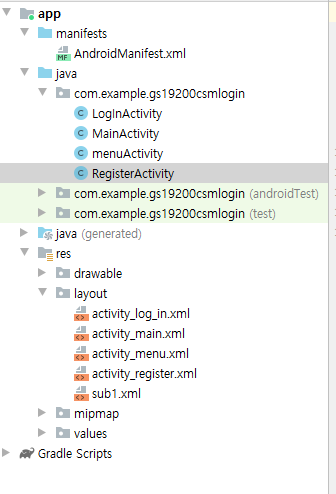 app
manifests
AndroidManifest.xml
java
com.example.gs19200csmlogin
LogInActivity
MainActivity
menuActivity
RegisterActivity
com.example.gs19200csmlogin (androidTest)
com.example.gs19200csmlogin (test)
java (generated)
res
drawable
layout
activity_log_in.xml
activity_main.xml
activity_menu.xml
activity_register.xml
sub1.xml
mipmap
values
Gradle Scripts